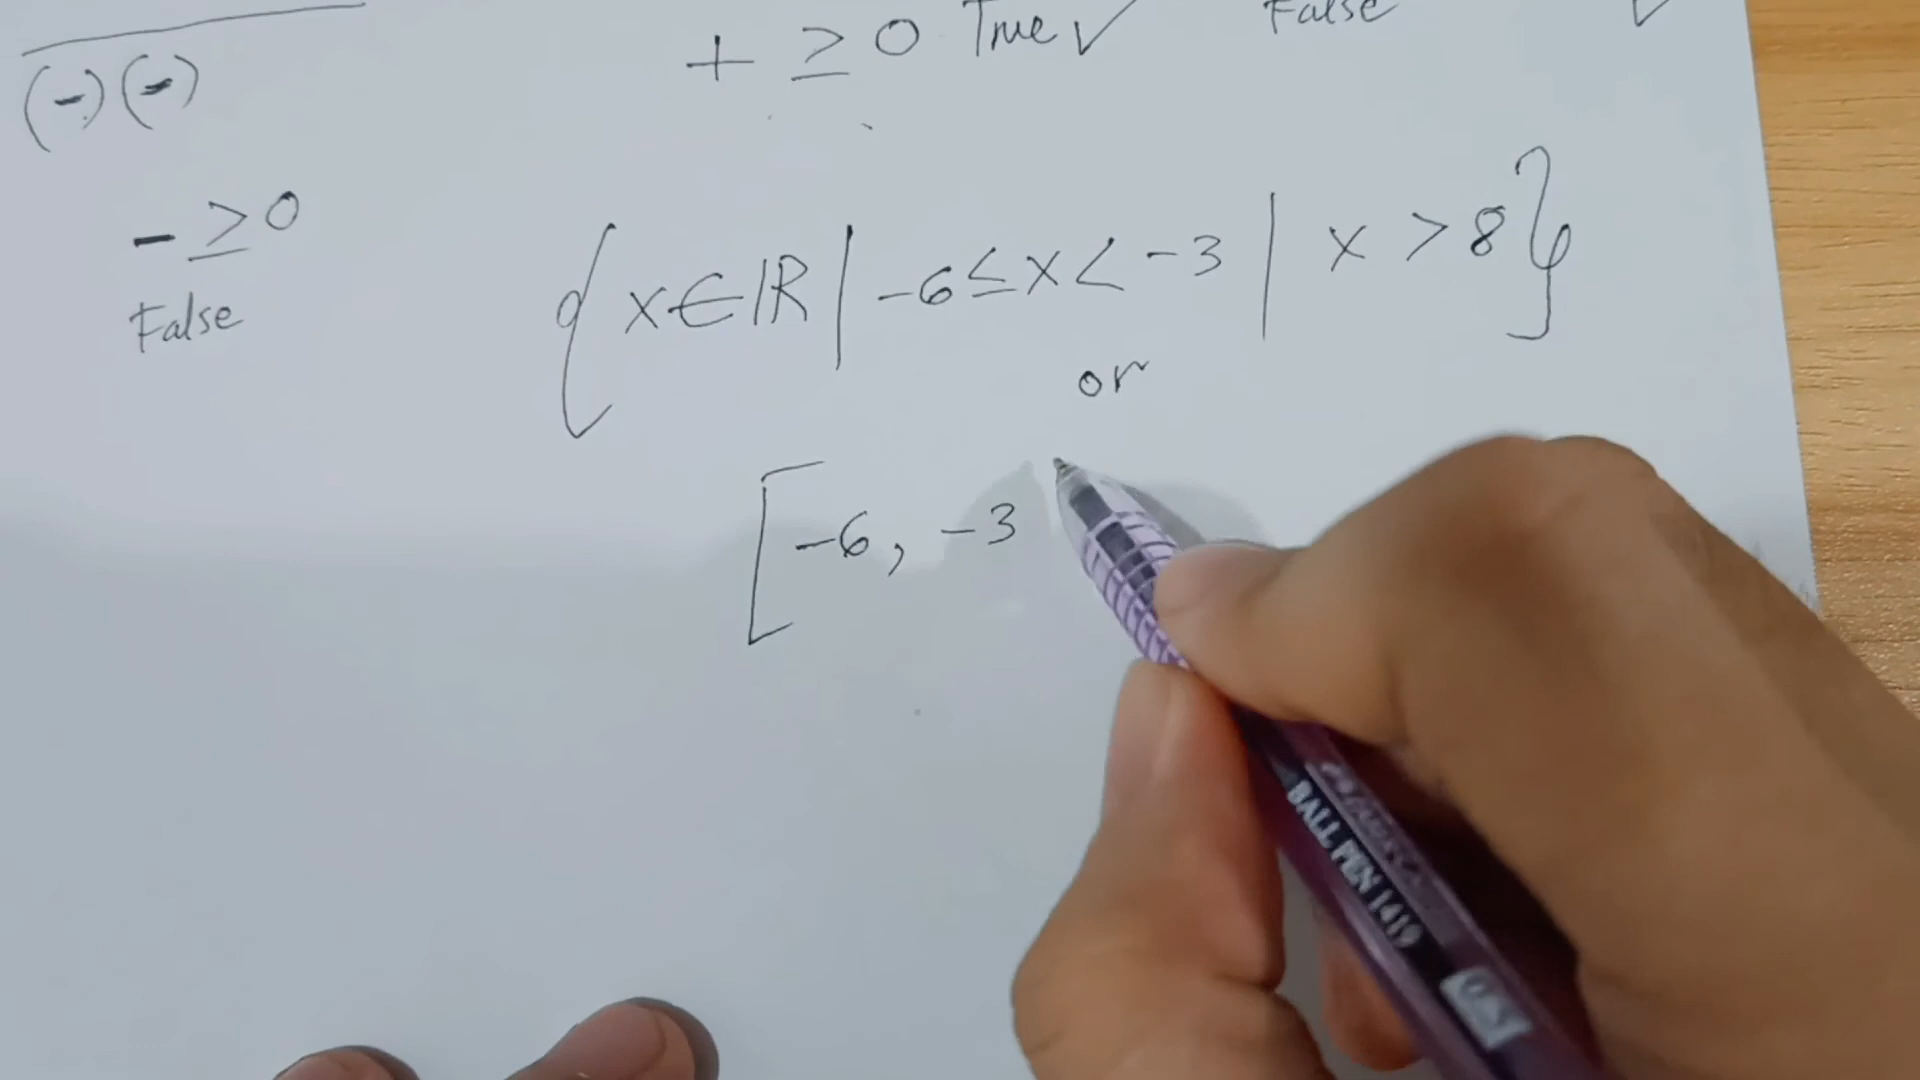 + ≥ 0 True ✓ False ✓
(-)(-)
- ≥ 0
False
{x∈ℝ | -6≤x<-3 | x>8}
or
[-6, -3
BALL PEN 1419